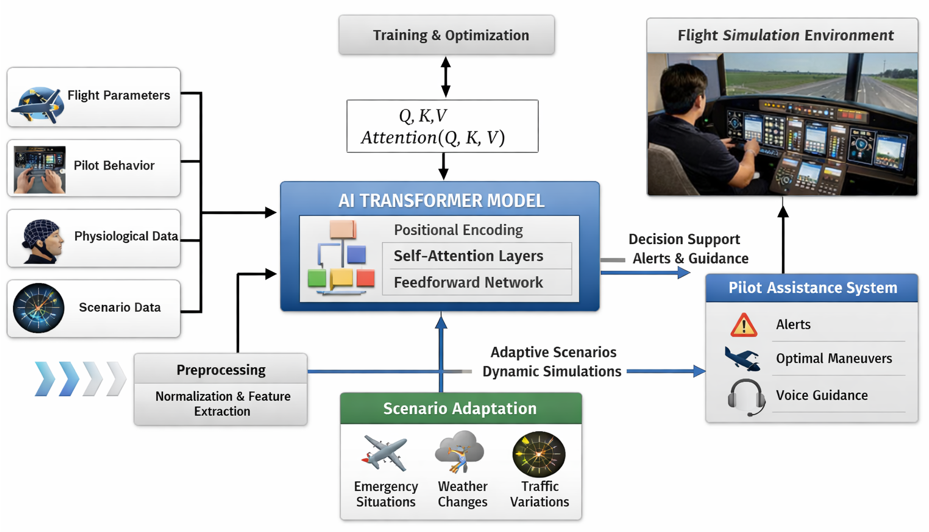 Training & Optimization
Flight Simulation Environment
Flight Parameters
Q, K,V
Attention(Q, K, V)
Pilot Behavior
AI TRANSFORMER MODEL
Physiological Data
Positional Encoding
Self-Attention Layers
Feedforward Network
Decision Support
Alerts & Guidance
Scenario Data
Pilot Assistance System
Alerts
Optimal Maneuvers
Voice Guidance
Preprocessing
Normalization & Feature
Extraction
Adaptive Scenarios
Dynamic Simulations
Scenario Adaptation
Emergency
Situations
Weather
Changes
Traffic
Variations